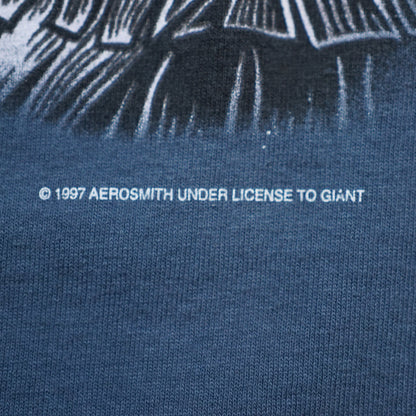 © 1997 AEROSMITH UNDER LICENSE TO GIANT